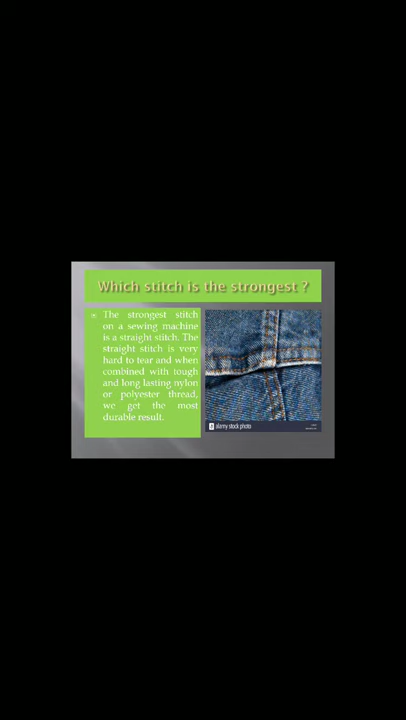 Which stitch is the strongest ?
The strongest stitch
on a sewing machine
is a straight stitch. The
straight stitch is very
hard to tear and when
combined with tough
and long lasting nylon
or polyester thread,
we get the most
durable result.
a alamy stock photo